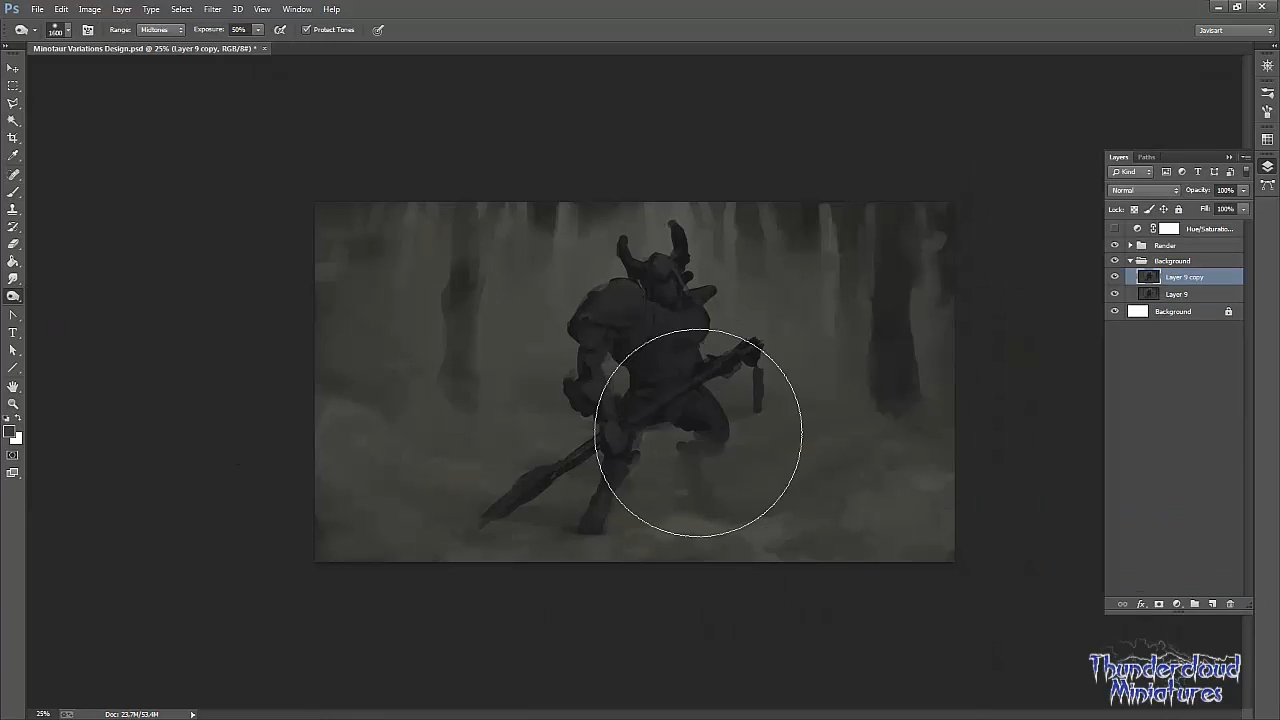 Ps File Edit Image Layer Type Select Filter 3D View Window Help
1600 Range: Midtones Exposure: 50% Protect Tones Javisart
Minotaur Variations Design.psd @ 25% (Layer 9 copy, RGB/8#) * ×
Layers Paths
Kind
Normal Opacity: 100%
Lock: Fill: 100%
Hue/Saturatio...
Render
Background
Layer 9 copy
Layer 9
Background
Thundercloud
Miniatures
25% Doc: 23.7M/53.4M